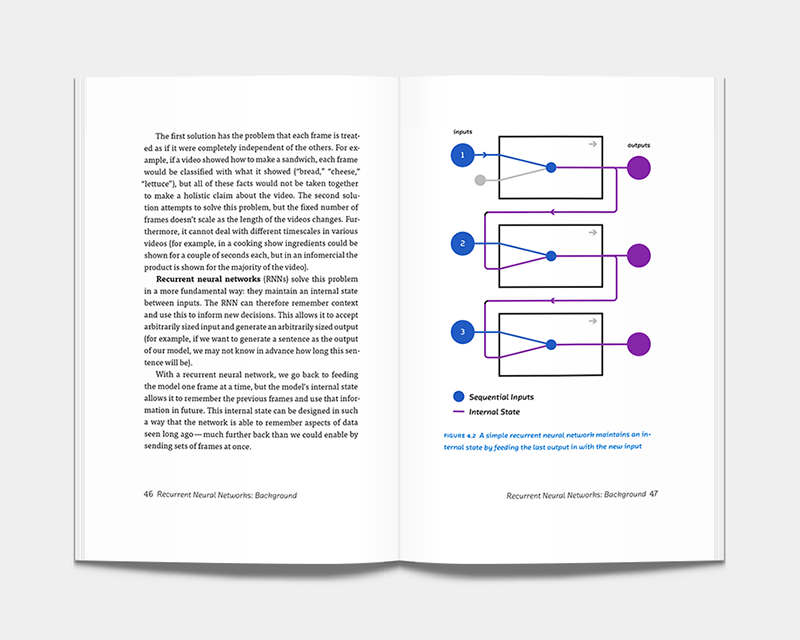 The first solution has the problem that each frame is treat-
ed as if it were completely independent of the others. For ex-
ample, if a video showed how to make a sandwich, each frame
would be classified with what it showed (“bread,” “cheese,”
“lettuce”), but all of these facts would not be taken together
to make a holistic claim about the video. The second solu-
tion attempts to solve this problem, but the fixed number of
frames doesn’t scale as the length of the videos changes. Fur-
thermore, it cannot deal with different timescales in various
videos (for example, in a cooking show ingredients could be
shown for a couple of seconds each, but in an infomercial the
product is shown for the majority of the video).
Recurrent neural networks (RNNs) solve this problem
in a more fundamental way: they maintain an internal state
between inputs. The RNN can therefore remember context
and use this to inform new decisions. This allows it to accept
arbitrarily sized input and generate an arbitrarily sized output
(for example, if we want to generate a sentence as the output
of our model, we may not know in advance how long this sen-
tence will be).
With a recurrent neural network, we go back to feeding
the model one frame at a time, but the model’s internal state
allows it to remember the previous frames and use that infor-
mation in future. This internal state can be designed in such
a way that the network is able to remember aspects of data
seen long ago—much further back than we could enable by
sending sets of frames at once.
46 Recurrent Neural Networks: Background
inputs
outputs
1
2
3
Sequential Inputs
Internal State
FIGURE 4.2 A simple recurrent neural network maintains an in-
ternal state by feeding the last output in with the new input
Recurrent Neural Networks: Background 47